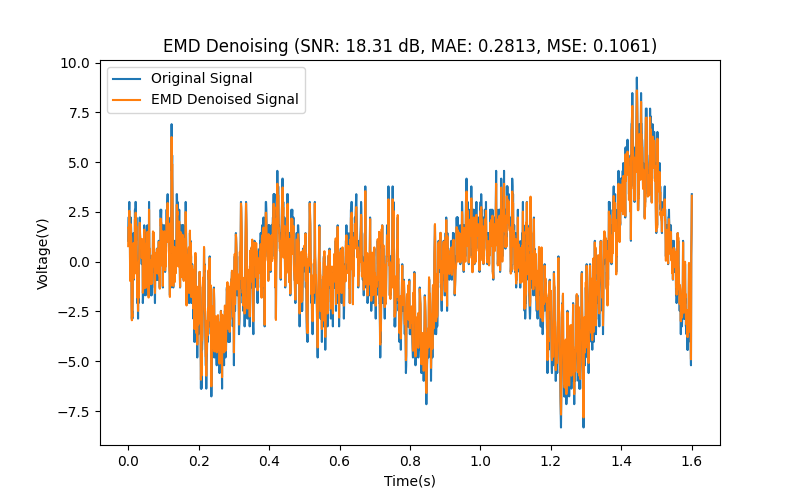 EMD Denoising (SNR: 18.31 dB, MAE: 0.2813, MSE: 0.1061)
Original Signal
EMD Denoised Signal
10.0
7.5
5.0
2.5
0.0
−2.5
−5.0
−7.5
Voltage(V)
0.0 0.2 0.4 0.6 0.8 1.0 1.2 1.4 1.6
Time(s)